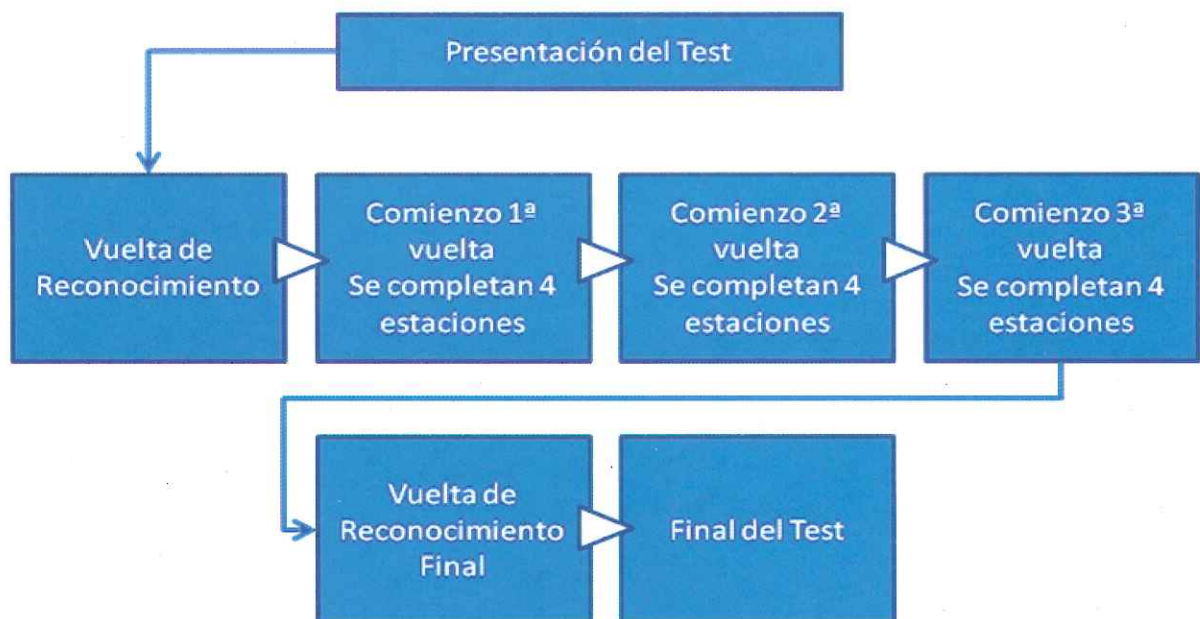 Presentación del Test
Vuelta de
Reconocimiento
Comienzo 1ª
vuelta
Se completan 4
estaciones
Comienzo 2ª
vuelta
Se completan 4
estaciones
Comienzo 3ª
vuelta
Se completan 4
estaciones
Vuelta de
Reconocimiento
Final
Final del Test